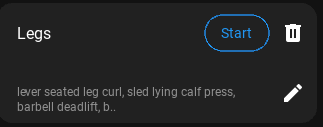 Legs
Start
lever seated leg curl, sled lying calf press,
barbell deadlift, b..